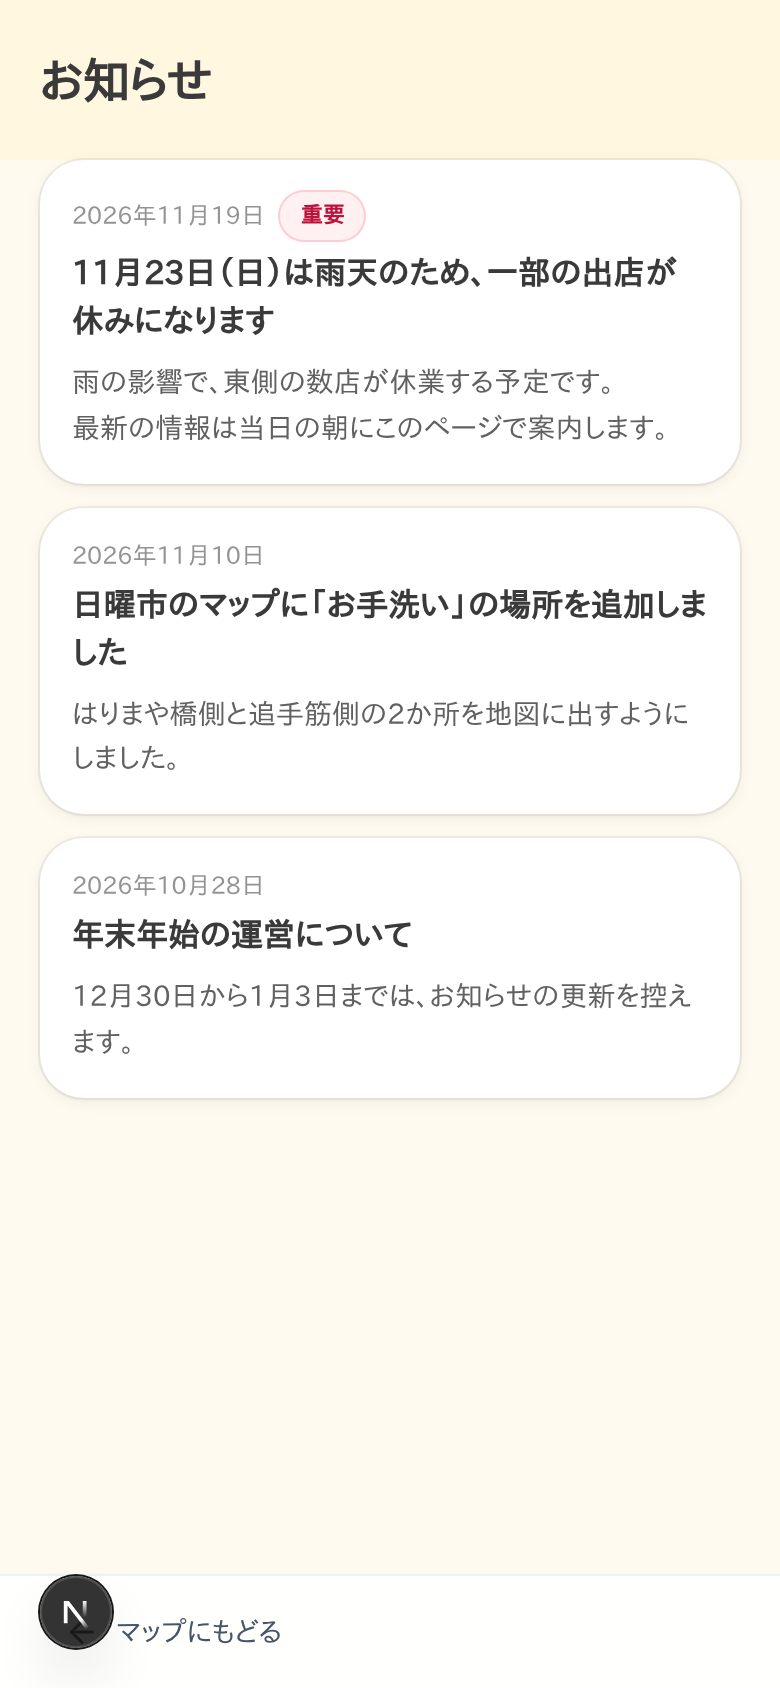 お知らせ
2026年11月19日 重要
11月23日（日）は雨天のため、一部の出店が
休みになります
雨の影響で、東側の数店が休業する予定です。
最新の情報は当日の朝にこのページで案内します。
2026年11月10日
日曜市のマップに「お手洗い」の場所を追加しま
した
はりまや橋側と追手筋側の2か所を地図に出すように
しました。
2026年10月28日
年末年始の運営について
12月30日から1月3日までは、お知らせの更新を控え
ます。
N
← マップにもどる